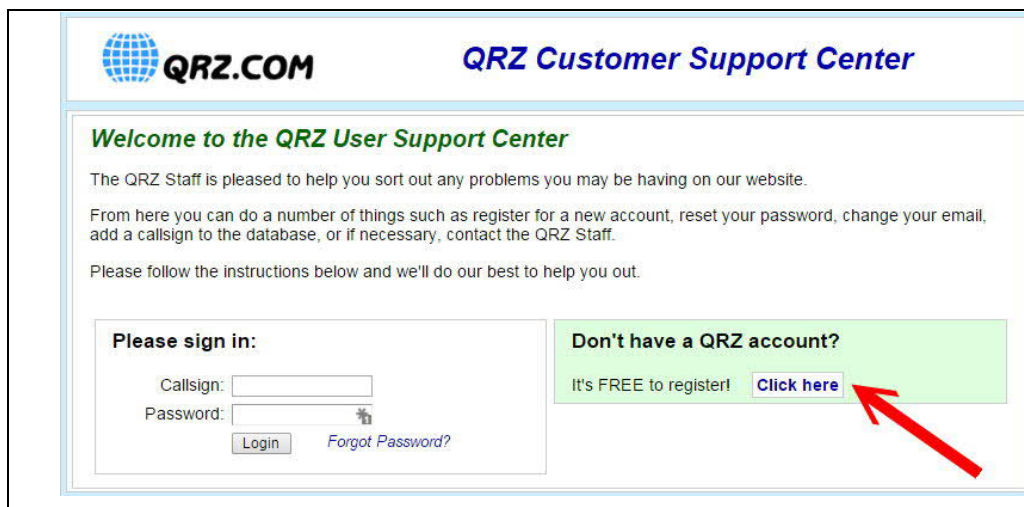 QRZ.COM
QRZ Customer Support Center
Welcome to the QRZ User Support Center
The QRZ Staff is pleased to help you sort out any problems you may be having on our website.
From here you can do a number of things such as register for a new account, reset your password, change your email,
add a callsign to the database, or if necessary, contact the QRZ Staff.
Please follow the instructions below and we'll do our best to help you out.
Please sign in:
Callsign:
Password:
Login Forgot Password?
Don't have a QRZ account?
It's FREE to register! Click here